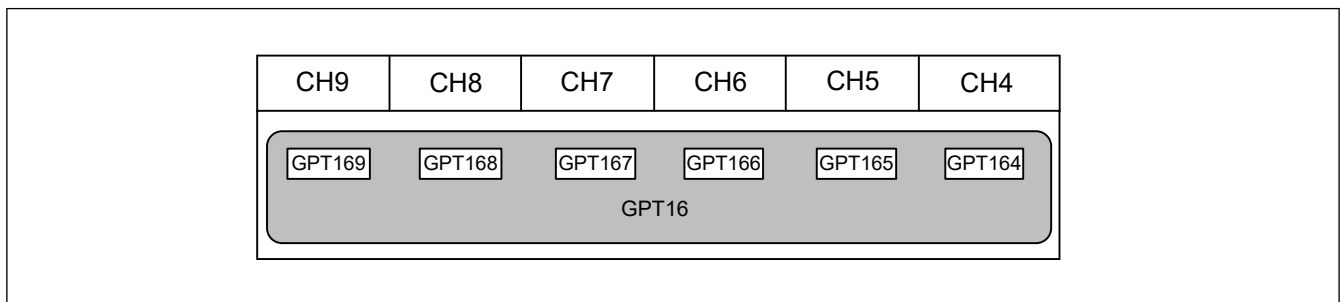 CH9 CH8 CH7 CH6 CH5 CH4
GPT169 GPT168 GPT167 GPT166 GPT165 GPT164
GPT16